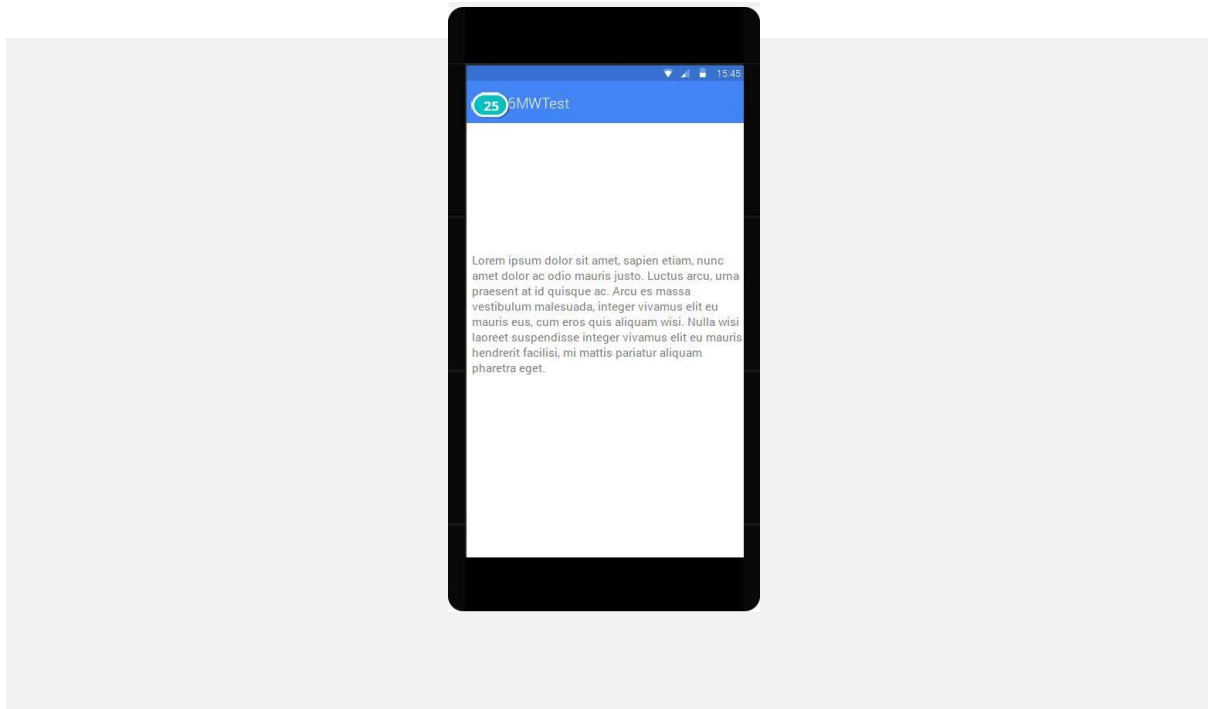 15:45
25 6MWTest
Lorem ipsum dolor sit amet, sapien etiam, nunc
amet dolor ac odio mauris justo. Luctus arcu, urna
praesent at id quisque ac. Arcu es massa
vestibulum malesuada, integer vivamus elit eu
mauris eus, cum eros quis aliquam wisi. Nulla wisi
laoreet suspendisse integer vivamus elit eu mauris
hendrerit facilisi, mi mattis pariatur aliquam
pharetra eget.